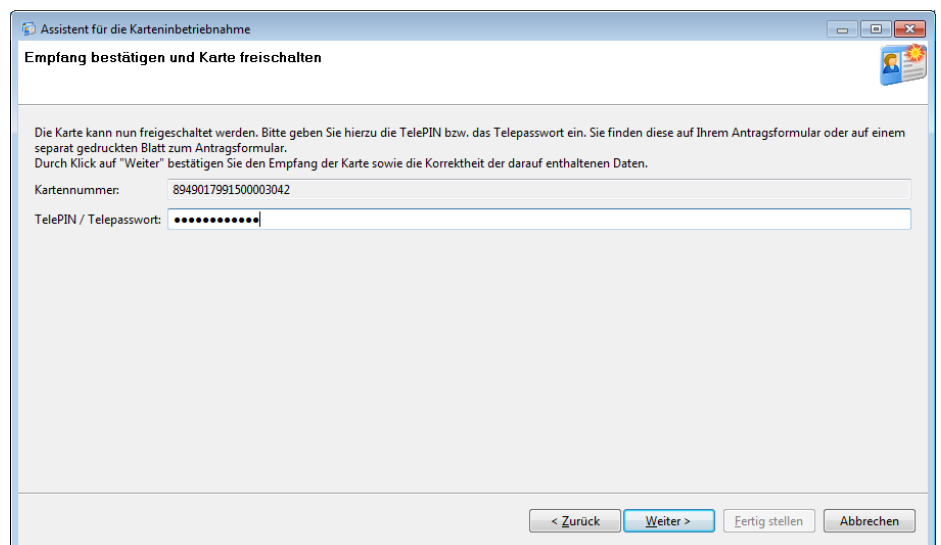 Assistent für die Karteninbetriebnahme
Empfang bestätigen und Karte freischalten
Die Karte kann nun freigeschaltet werden. Bitte geben Sie hierzu die TelePIN bzw. das Telepasswort ein. Sie finden diese auf Ihrem Antragsformular oder auf einem
separat gedruckten Blatt zum Antragsformular.
Durch Klick auf "Weiter" bestätigen Sie den Empfang der Karte sowie die Korrektheit der darauf enthaltenen Daten.
Kartennummer: 8949017991500003042
TelePIN / Telepasswort: ●●●●●●●●●●●●
< Zurück Weiter > Fertig stellen Abbrechen